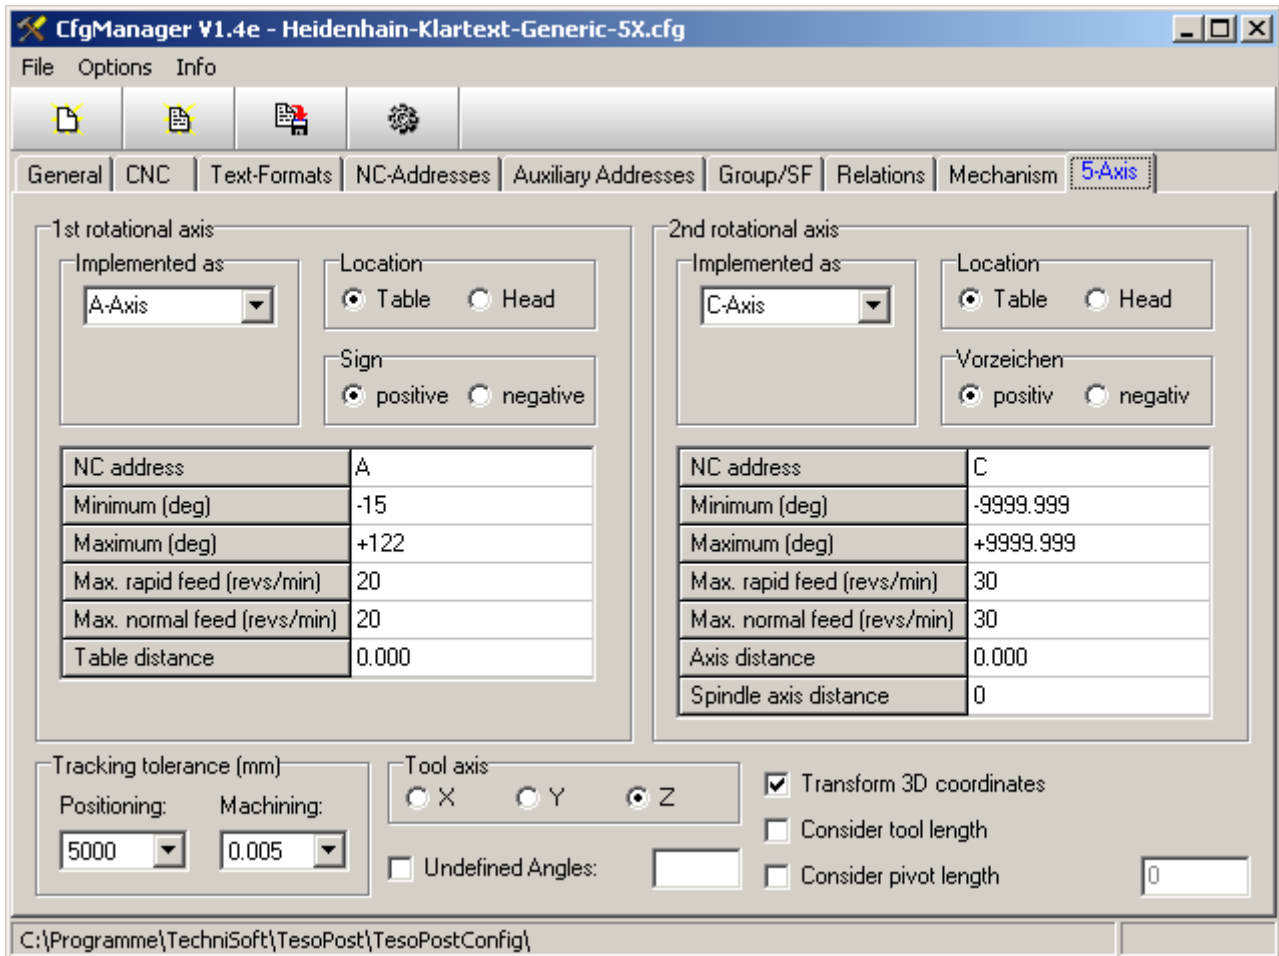 CfgManager V1.4e - Heidenhain-Klartext-Generic-5X.cfg
File Options Info
General CNC Text-Formats NC-Addresses Auxiliary Addresses Group/SF Relations Mechanism 5-Axis
1st rotational axis
Implemented as
A-Axis
Location
Table Head
Sign
positive negative
NC address A
Minimum (deg) -15
Maximum (deg) +122
Max. rapid feed (revs/min) 20
Max. normal feed (revs/min) 20
Table distance 0.000
2nd rotational axis
Implemented as
C-Axis
Location
Table Head
Vorzeichen
positiv negativ
NC address C
Minimum (deg) -9999.999
Maximum (deg) +9999.999
Max. rapid feed (revs/min) 30
Max. normal feed (revs/min) 30
Axis distance 0.000
Spindle axis distance 0
Tracking tolerance (mm)
Positioning: Machining:
5000 0.005
Tool axis
X Y Z
Undefined Angles:
Transform 3D coordinates
Consider tool length
Consider pivot length 0
C:\Programme\TechniSoft\TesoPost\TesoPostConfig\